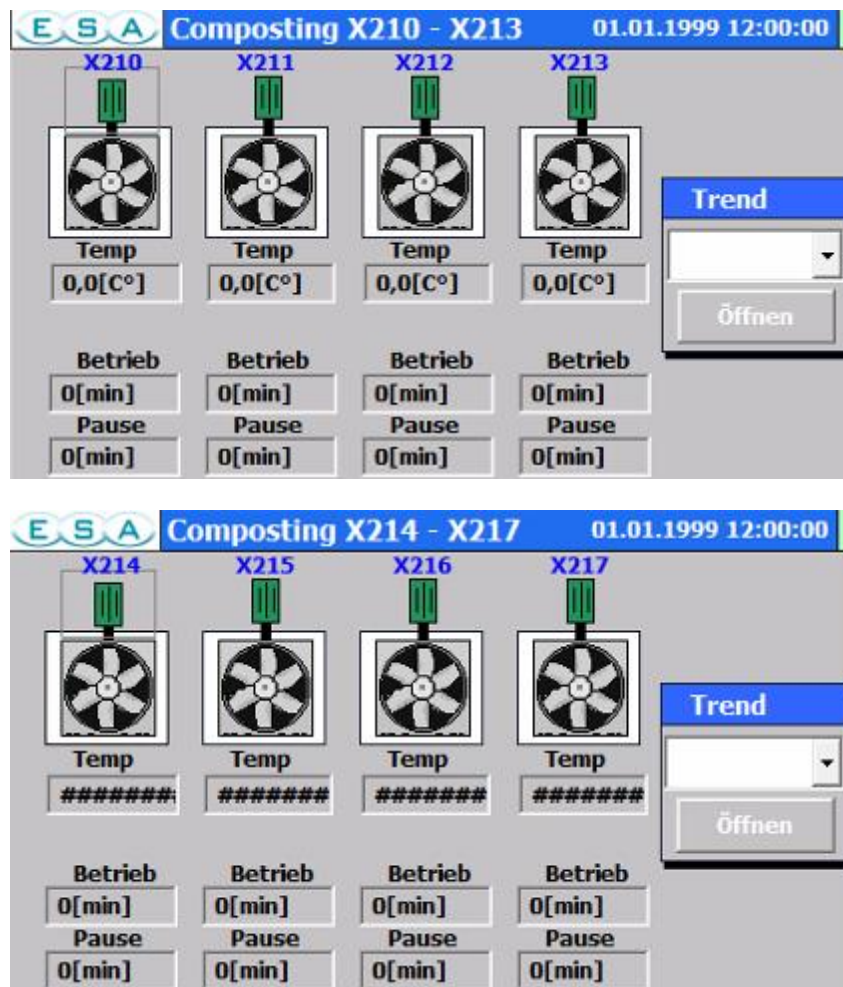 ESA Composting X210 - X213 01.01.1999 12:00:00
X210 X211 X212 X213
Temp Temp Temp Temp
0,0[C°] 0,0[C°] 0,0[C°] 0,0[C°]
Trend
Öffnen
Betrieb Betrieb Betrieb Betrieb
0[min] 0[min] 0[min] 0[min]
Pause Pause Pause Pause
0[min] 0[min] 0[min] 0[min]
ESA Composting X214 - X217 01.01.1999 12:00:00
X214 X215 X216 X217
Temp Temp Temp Temp
######## ####### ####### #######
Trend
Öffnen
Betrieb Betrieb Betrieb Betrieb
0[min] 0[min] 0[min] 0[min]
Pause Pause Pause Pause
0[min] 0[min] 0[min] 0[min]